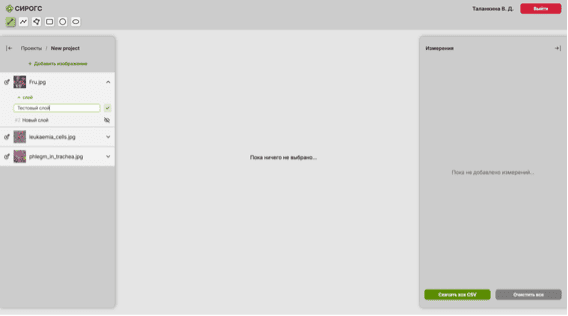 СИРОГС
Таланкина В. Д.
Выйти
Проекты / New project
+ Добавить изображение
Fru.jpg
+ слой
Тестовый слой
Новый слой
leukaemia_cells.jpg
phlegm_in_trachea.jpg
Пока ничего не выбрано...
Измерения
Пока не добавлено измерений...
Скачать все CSV
Очистить все